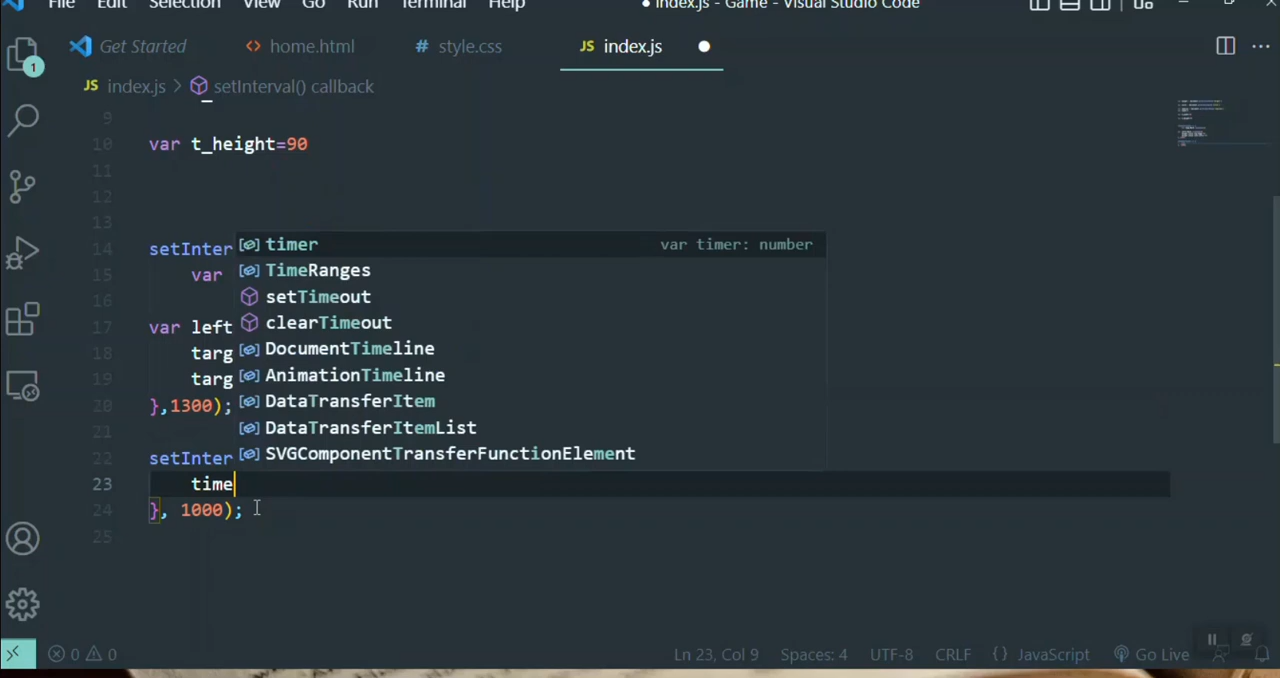 File Edit Selection View Go Run Terminal Help index.js - Game - Visual Studio Code
Get Started home.html style.css JS index.js
JS index.js > setInterval() callback
1
9
10 var t_height=90
11
12
13
14 setInter
timer var timer: number
15 var
TimeRanges
16
setTimeout
17 var left
clearTimeout
18 targ
DocumentTimeline
19 targ
AnimationTimeline
20 },1300);
DataTransferItem
21
DataTransferItemList
22 setInter
SVGComponentTransferFunctionElement
23 time
24 }, 1000);
25
0 0 Ln 23, Col 9 Spaces: 4 UTF-8 CRLF {} JavaScript Go Live